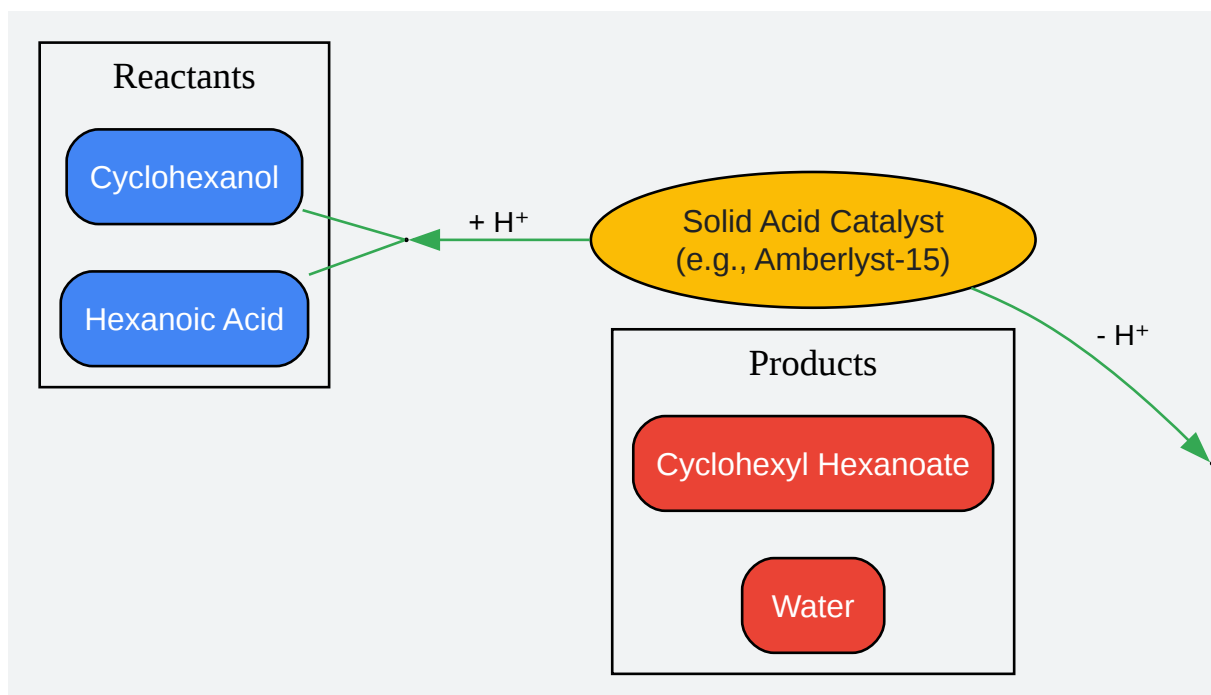 Reactants
Cyclohexanol
Hexanoic Acid
+ H⁺
Solid Acid Catalyst
(e.g., Amberlyst-15)
- H⁺
Products
Cyclohexyl Hexanoate
Water